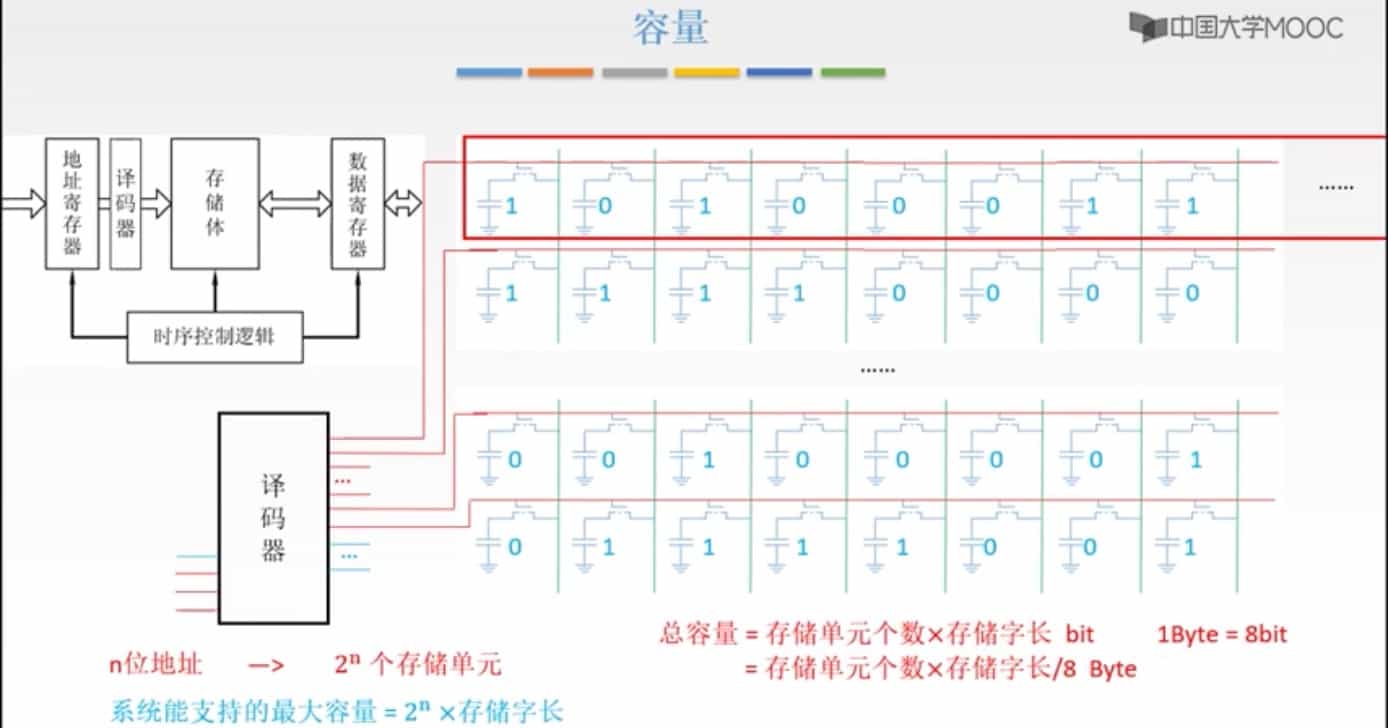 容量
中国大学MOOC
地址寄存器
译码器
存储体
数据寄存器
时序控制逻辑
1 0 1 0 0 0 1 1 ……
1 1 1 1 0 0 0 0
……
0 0 1 0 0 0 0 1
0 1 1 1 1 0 0 1
译码器
...
...
n位地址 —> 2ⁿ 个存储单元
系统能支持的最大容量 = 2ⁿ ×存储字长
总容量 = 存储单元个数×存储字长 bit 1Byte = 8bit
= 存储单元个数×存储字长/8 Byte